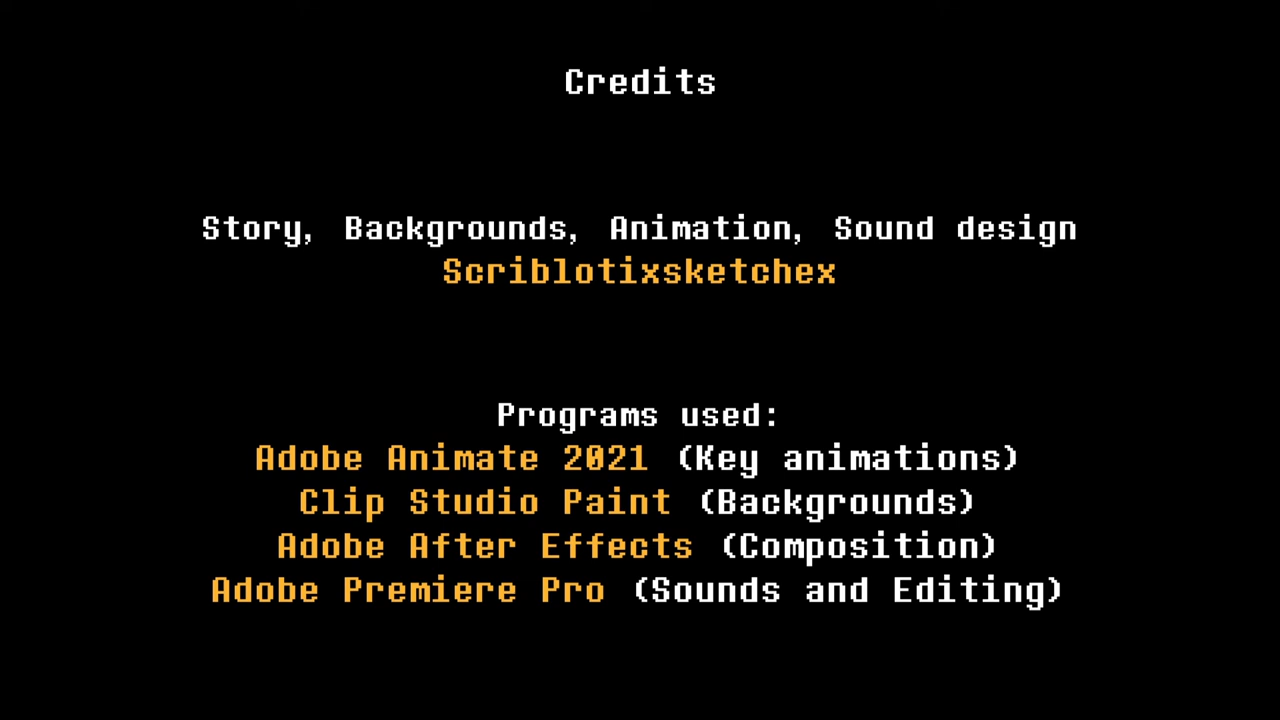 Credits
Story, Backgrounds, Animation, Sound design
Scriblotixsketchex
Programs used:
Adobe Animate 2021 (Key animations)
Clip Studio Paint (Backgrounds)
Adobe After Effects (Composition)
Adobe Premiere Pro (Sounds and Editing)